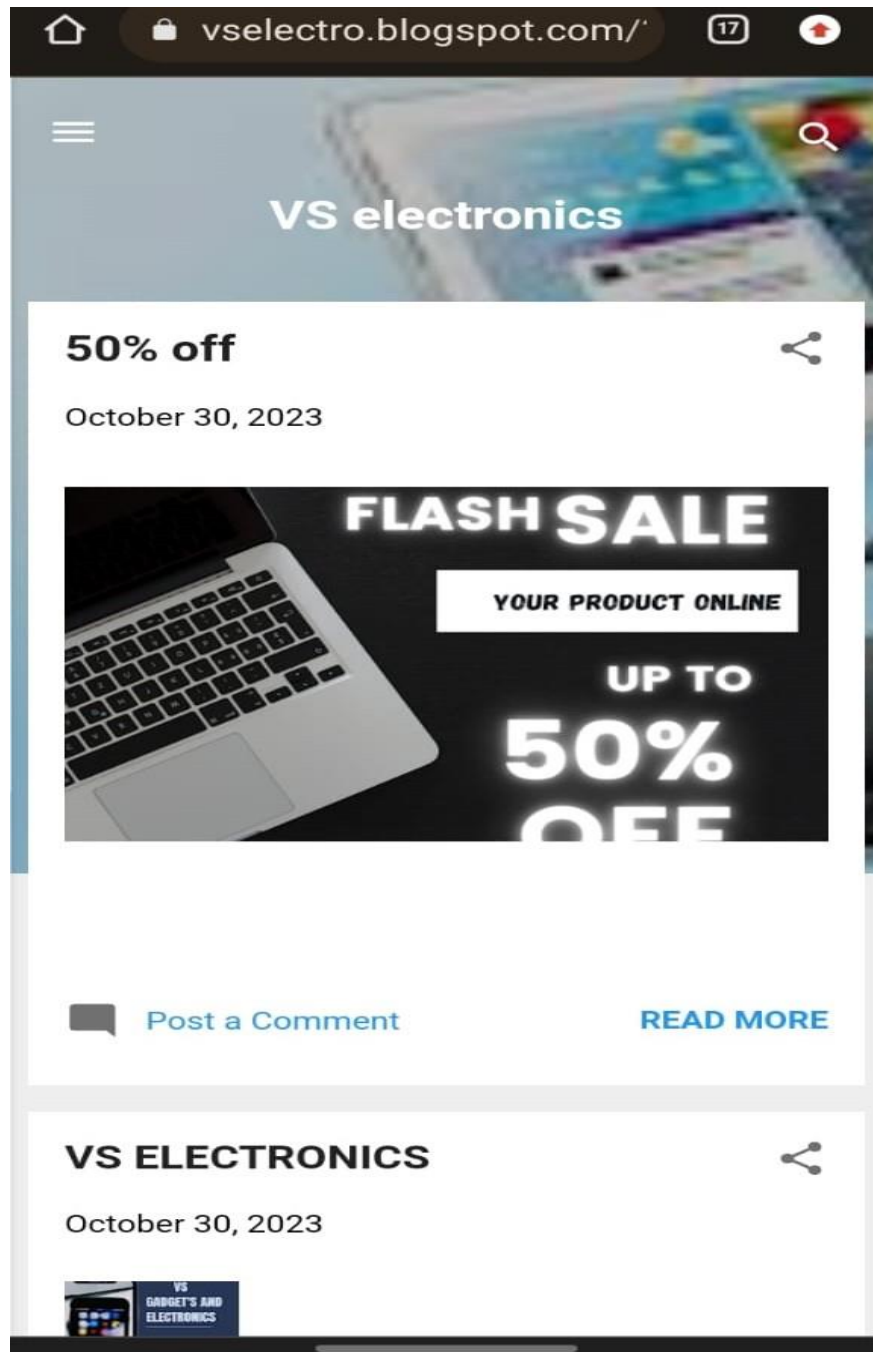 vselectro.blogspot.com/
17
VS electronics
50% off
October 30, 2023
FLASH SALE
YOUR PRODUCT ONLINE
UP TO
50%
OFF
Post a Comment
READ MORE
VS ELECTRONICS
October 30, 2023
VS
GADGET'S AND
ELECTRONICS